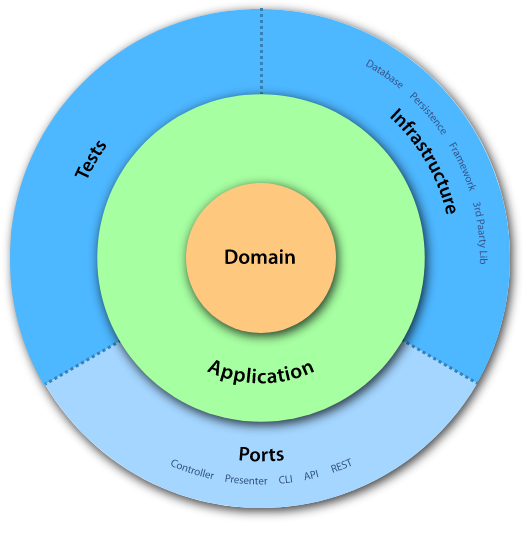 Tests
Database Persistence Framework 3rd Paarty Lib
Infrastructure
Domain
Application
Ports
Controller Presenter CLI API REST